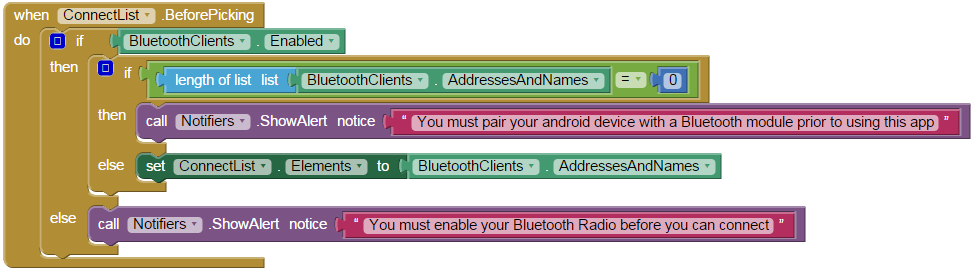 when ConnectList .BeforePicking
do if BluetoothClients . Enabled
then if length of list list BluetoothClients . AddressesAndNames = 0
then call Notifiers .ShowAlert notice “ You must pair your android device with a Bluetooth module prior to using this app ”
else set ConnectList . Elements to BluetoothClients . AddressesAndNames
else call Notifiers .ShowAlert notice “ You must enable your Bluetooth Radio before you can connect ”